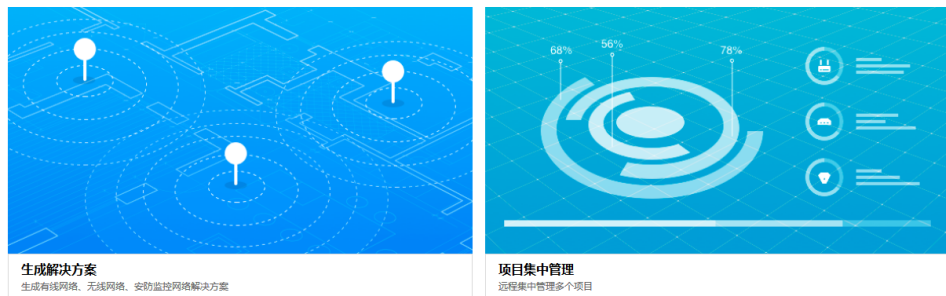 68%
56%
78%
生成解决方案
生成有线网络、无线网络、安防监控网络解决方案
项目集中管理
远程集中管理多个项目